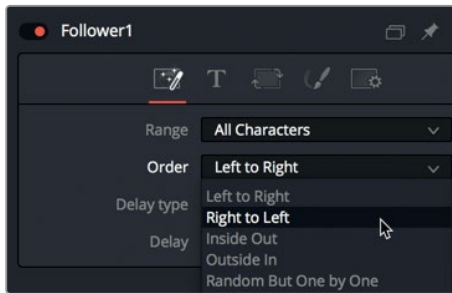 Follower1
T
Range All Characters
Order Left to Right
Delay type Left to Right
Right to Left
Delay Inside Out
Outside In
Random But One by One